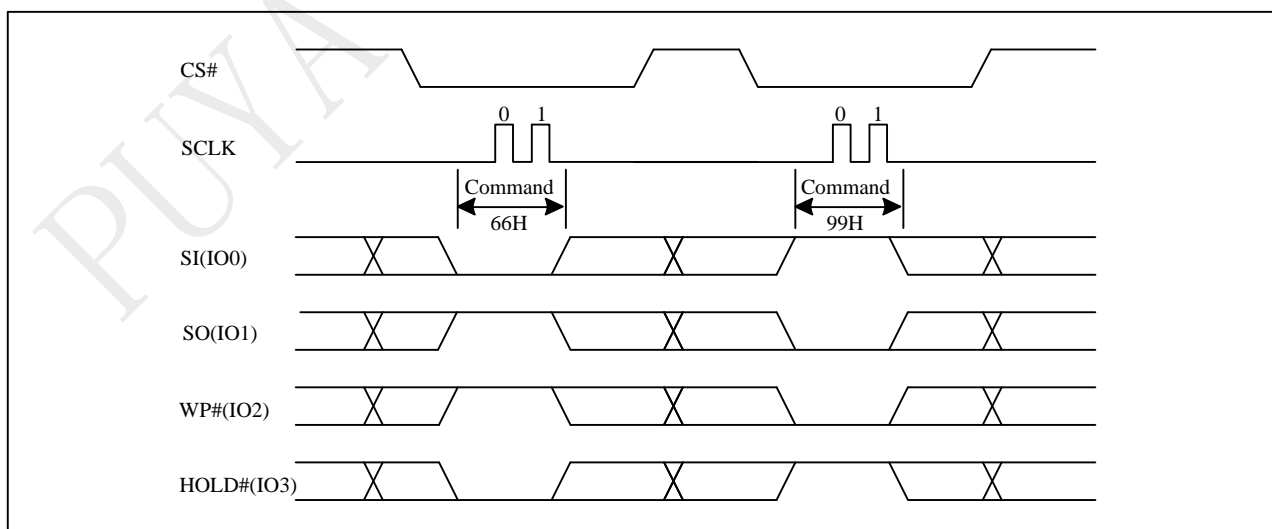 PUYA
CS#
0 1 0 1
SCLK
Command Command
66H 99H
SI(IO0)
SO(IO1)
WP#(IO2)
HOLD#(IO3)